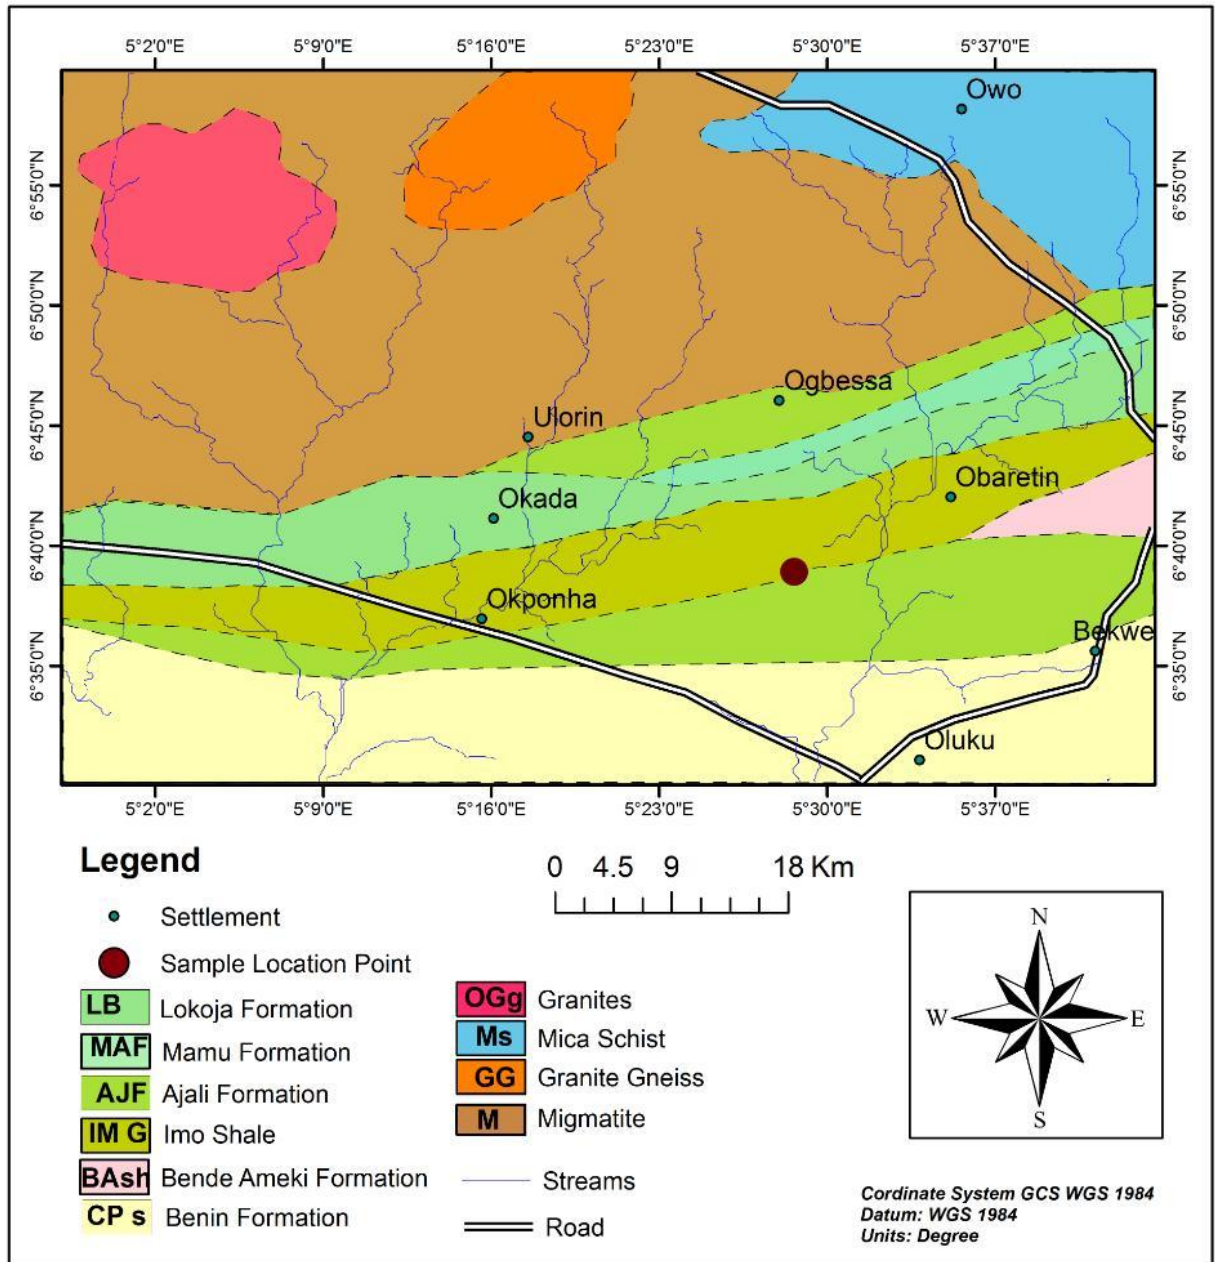 5°2'0"E 5°9'0"E 5°16'0"E 5°23'0"E 5°30'0"E 5°37'0"E
Owo
6°55'0"N 6°55'0"N
6°50'0"N 6°50'0"N
Ogbessa
Ulorin
6°45'0"N 6°45'0"N
Obaretin
Okada
6°40'0"N 6°40'0"N
Okponha
Bekwe
6°35'0"N 6°35'0"N
Oluku
5°2'0"E 5°9'0"E 5°16'0"E 5°23'0"E 5°30'0"E 5°37'0"E
Legend
0 4.5 9 18 Km
Settlement
Sample Location Point
LB Lokoja Formation
MAF Mamu Formation
AJF Ajali Formation
IM G Imo Shale
BAsh Bende Ameki Formation
CP s Benin Formation
OGg Granites
Ms Mica Schist
GG Granite Gneiss
M Migmatite
Streams
Road
N
W E
S
Cordinate System GCS WGS 1984
Datum: WGS 1984
Units: Degree